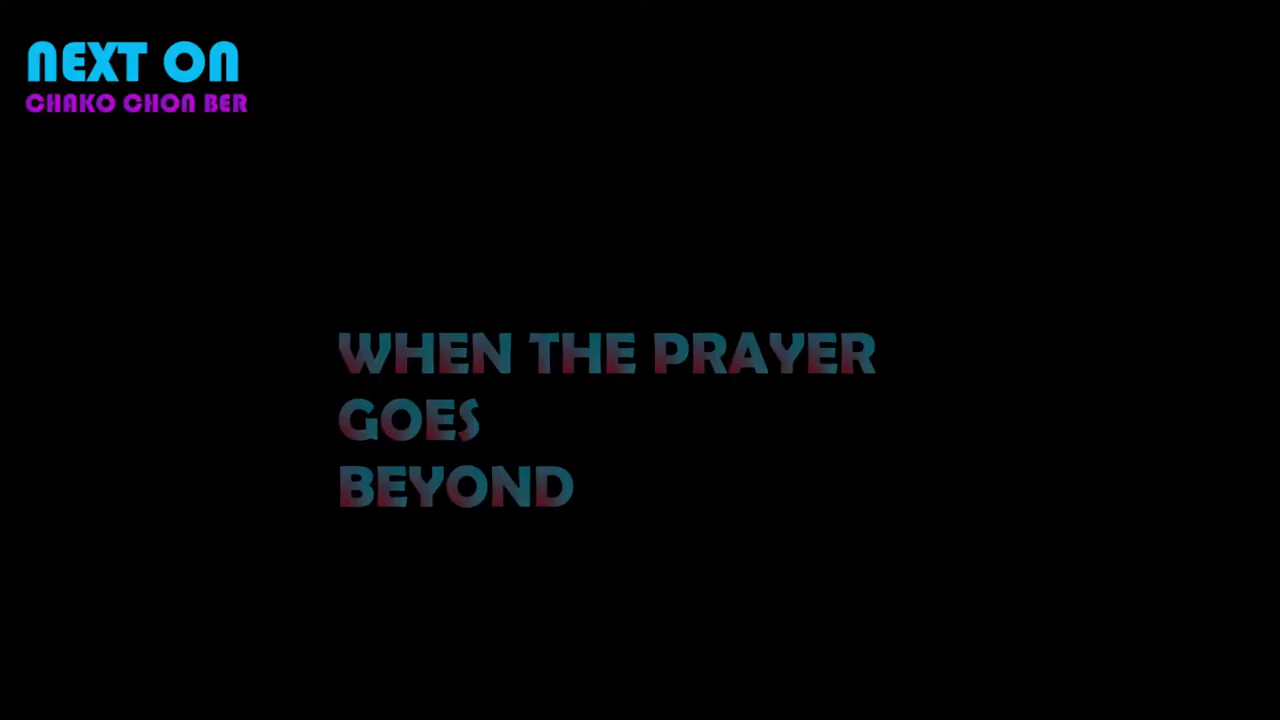 NEXT ON
CHAKO CHON BER
WHEN THE PRAYER
GOES
BEYOND